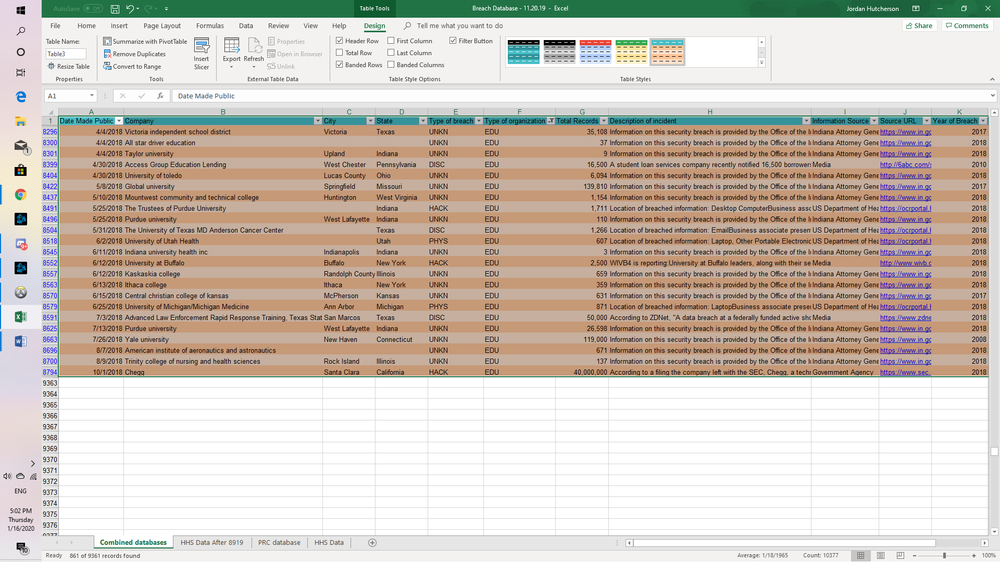 AutoSave Off
Table Tools
Breach Database - 11.20.19 - Excel
Jordan Hutcherson
File Home Insert Page Layout Formulas Data Review View Help Design Tell me what you want to do
Share Comments
Table Name:
Table3
Resize Table
Properties
Summarize with PivotTable
Remove Duplicates
Convert to Range
Insert Slicer
Tools
Export Refresh
Properties
Open in Browser
Unlink
External Table Data
Header Row First Column Filter Button
Total Row Last Column
Banded Rows Banded Columns
Table Style Options
Table Styles
A1 fx Date Made Public
A B C D E F G H I J K
1 Date Made Public Company City State Type of breach Type of organization Total Records Description of incident Information Source Source URL Year of Breach
8296 4/4/2018 Victoria independent school district Victoria Texas UNKN EDU 35,108 Information on this security breach is provided by the Office of the I Indiana Attorney Gene https://www.in.gc 2017
8300 4/4/2018 All star driver education UNKN EDU 37 Information on this security breach is provided by the Office of the I Indiana Attorney Gene https://www.in.gc 2018
8301 4/4/2018 Taylor university Upland Indiana UNKN EDU 9 Information on this security breach is provided by the Office of the I Indiana Attorney Gene https://www.in.gc 2018
8399 4/30/2018 Access Group Education Lending West Chester Pennsylvania DISC EDU 16,500 A student loan services company recently notified 16,500 borrowers Media http://6abc.com/s 2010
8404 4/30/2018 University of toledo Lucas County Ohio UNKN EDU 6,094 Information on this security breach is provided by the Office of the I Indiana Attorney Gene https://www.in.gc 2018
8422 5/8/2018 Global university Springfield Missouri UNKN EDU 139,810 Information on this security breach is provided by the Office of the I Indiana Attorney Gene https://www.in.gc 2017
8437 5/10/2018 Mountwest community and technical college Huntington West Virginia UNKN EDU 1,154 Information on this security breach is provided by the Office of the I Indiana Attorney Gene https://www.in.gc 2018
8491 5/25/2018 The Trustees of Purdue University Indiana HACK EDU 1,711 Location of breached information: Desktop ComputerBusiness assc US Department of Hea https://ocrportal.h 2018
8496 5/25/2018 Purdue university West Lafayette Indiana UNKN EDU 110 Information on this security breach is provided by the Office of the I Indiana Attorney Gene https://www.in.gc 2018
8504 5/31/2018 The University of Texas MD Anderson Cancer Center Texas DISC EDU 1,266 Location of breached information: EmailBusiness associate presen US Department of Hea https://ocrportal.h 2018
8518 6/2/2018 University of Utah Health Utah PHYS EDU 607 Location of breached information: Laptop, Other Portable Electronic US Department of Hea https://ocrportal.h 2018
8545 6/11/2018 Indiana university health inc Indianapolis Indiana UNKN EDU 3 Information on this security breach is provided by the Office of the I Indiana Attorney Gene https://www.in.gc 2018
8552 6/12/2018 University at Buffalo Buffalo New York HACK EDU 2,500 WIVB4 is reporting:University at Buffalo leaders, along with their se Media http://www.wivb.c 2018
8557 6/12/2018 Kaskaskia college Randolph County Illinois UNKN EDU 659 Information on this security breach is provided by the Office of the I Indiana Attorney Gene https://www.in.gc 2018
8563 6/13/2018 Ithaca college Ithaca New York UNKN EDU 359 Information on this security breach is provided by the Office of the I Indiana Attorney Gene https://www.in.gc 2018
8570 6/15/2018 Central christian college of kansas McPherson Kansas UNKN EDU 631 Information on this security breach is provided by the Office of the I Indiana Attorney Gene https://www.in.gc 2017
8579 6/25/2018 University of Michigan/Michigan Medicine Ann Arbor Michigan PHYS EDU 871 Location of breached information: LaptopBusiness associate prese US Department of Hea https://ocrportal.h 2018
8591 7/3/2018 Advanced Law Enforcement Rapid Response Training, Texas Stat San Marcos Texas DISC EDU 50,000 According to ZDNet, "A data breach at a federally funded active shc Media https://www.zdne 2018
8625 7/13/2018 Purdue university West Lafayette Indiana UNKN EDU 26,598 Information on this security breach is provided by the Office of the I Indiana Attorney Gene https://www.in.gc 2018
8663 7/26/2018 Yale university New Haven Connecticut UNKN EDU 119,000 Information on this security breach is provided by the Office of the I Indiana Attorney Gene https://www.in.gc 2008
8696 8/7/2018 American institute of aeronautics and astronautics UNKN EDU 671 Information on this security breach is provided by the Office of the I Indiana Attorney Gene https://www.in.gc 2018
8700 8/9/2018 Trinity college of nursing and health sciences Rock Island Illinois UNKN EDU 137 Information on this security breach is provided by the Office of the I Indiana Attorney Gene https://www.in.gc 2018
8794 10/1/2018 Chegg Santa Clara California HACK EDU 40,000,000 According to a filing the company left with the SEC, Chegg, a techr Government Agency https://www.sec. 2018
9363
9364
9365
9366
9367
9368
9369
9370
9371
9372
9373
9374
9375
9376
9377
1
9+
ENG
5:02 PM
Thursday
1/16/2020
10
Combined databases HHS Data After 8919 PRC database HHS Data
Ready 861 of 9361 records found Average: 1/18/1965 Count: 10377 100%